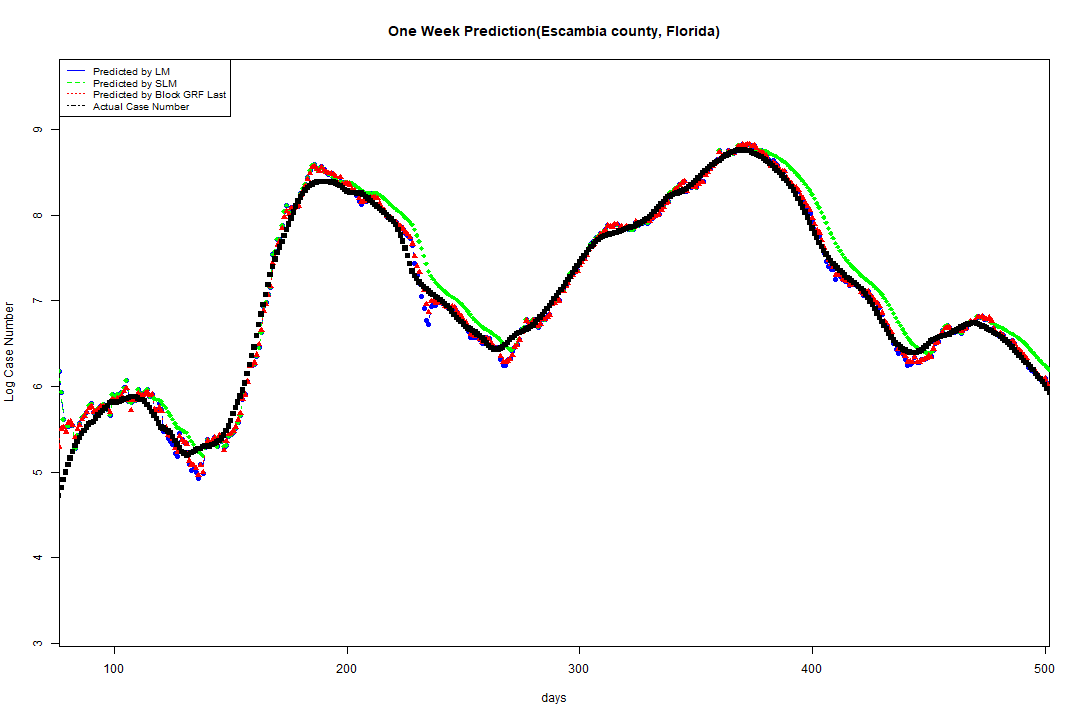 One Week Prediction(Escambia county, Florida)
Predicted by LM
Predicted by SLM
Predicted by Block GRF Last
Actual Case Number
9
8
7
6
5
4
3
Log Case Number
100 200 300 400 500
days